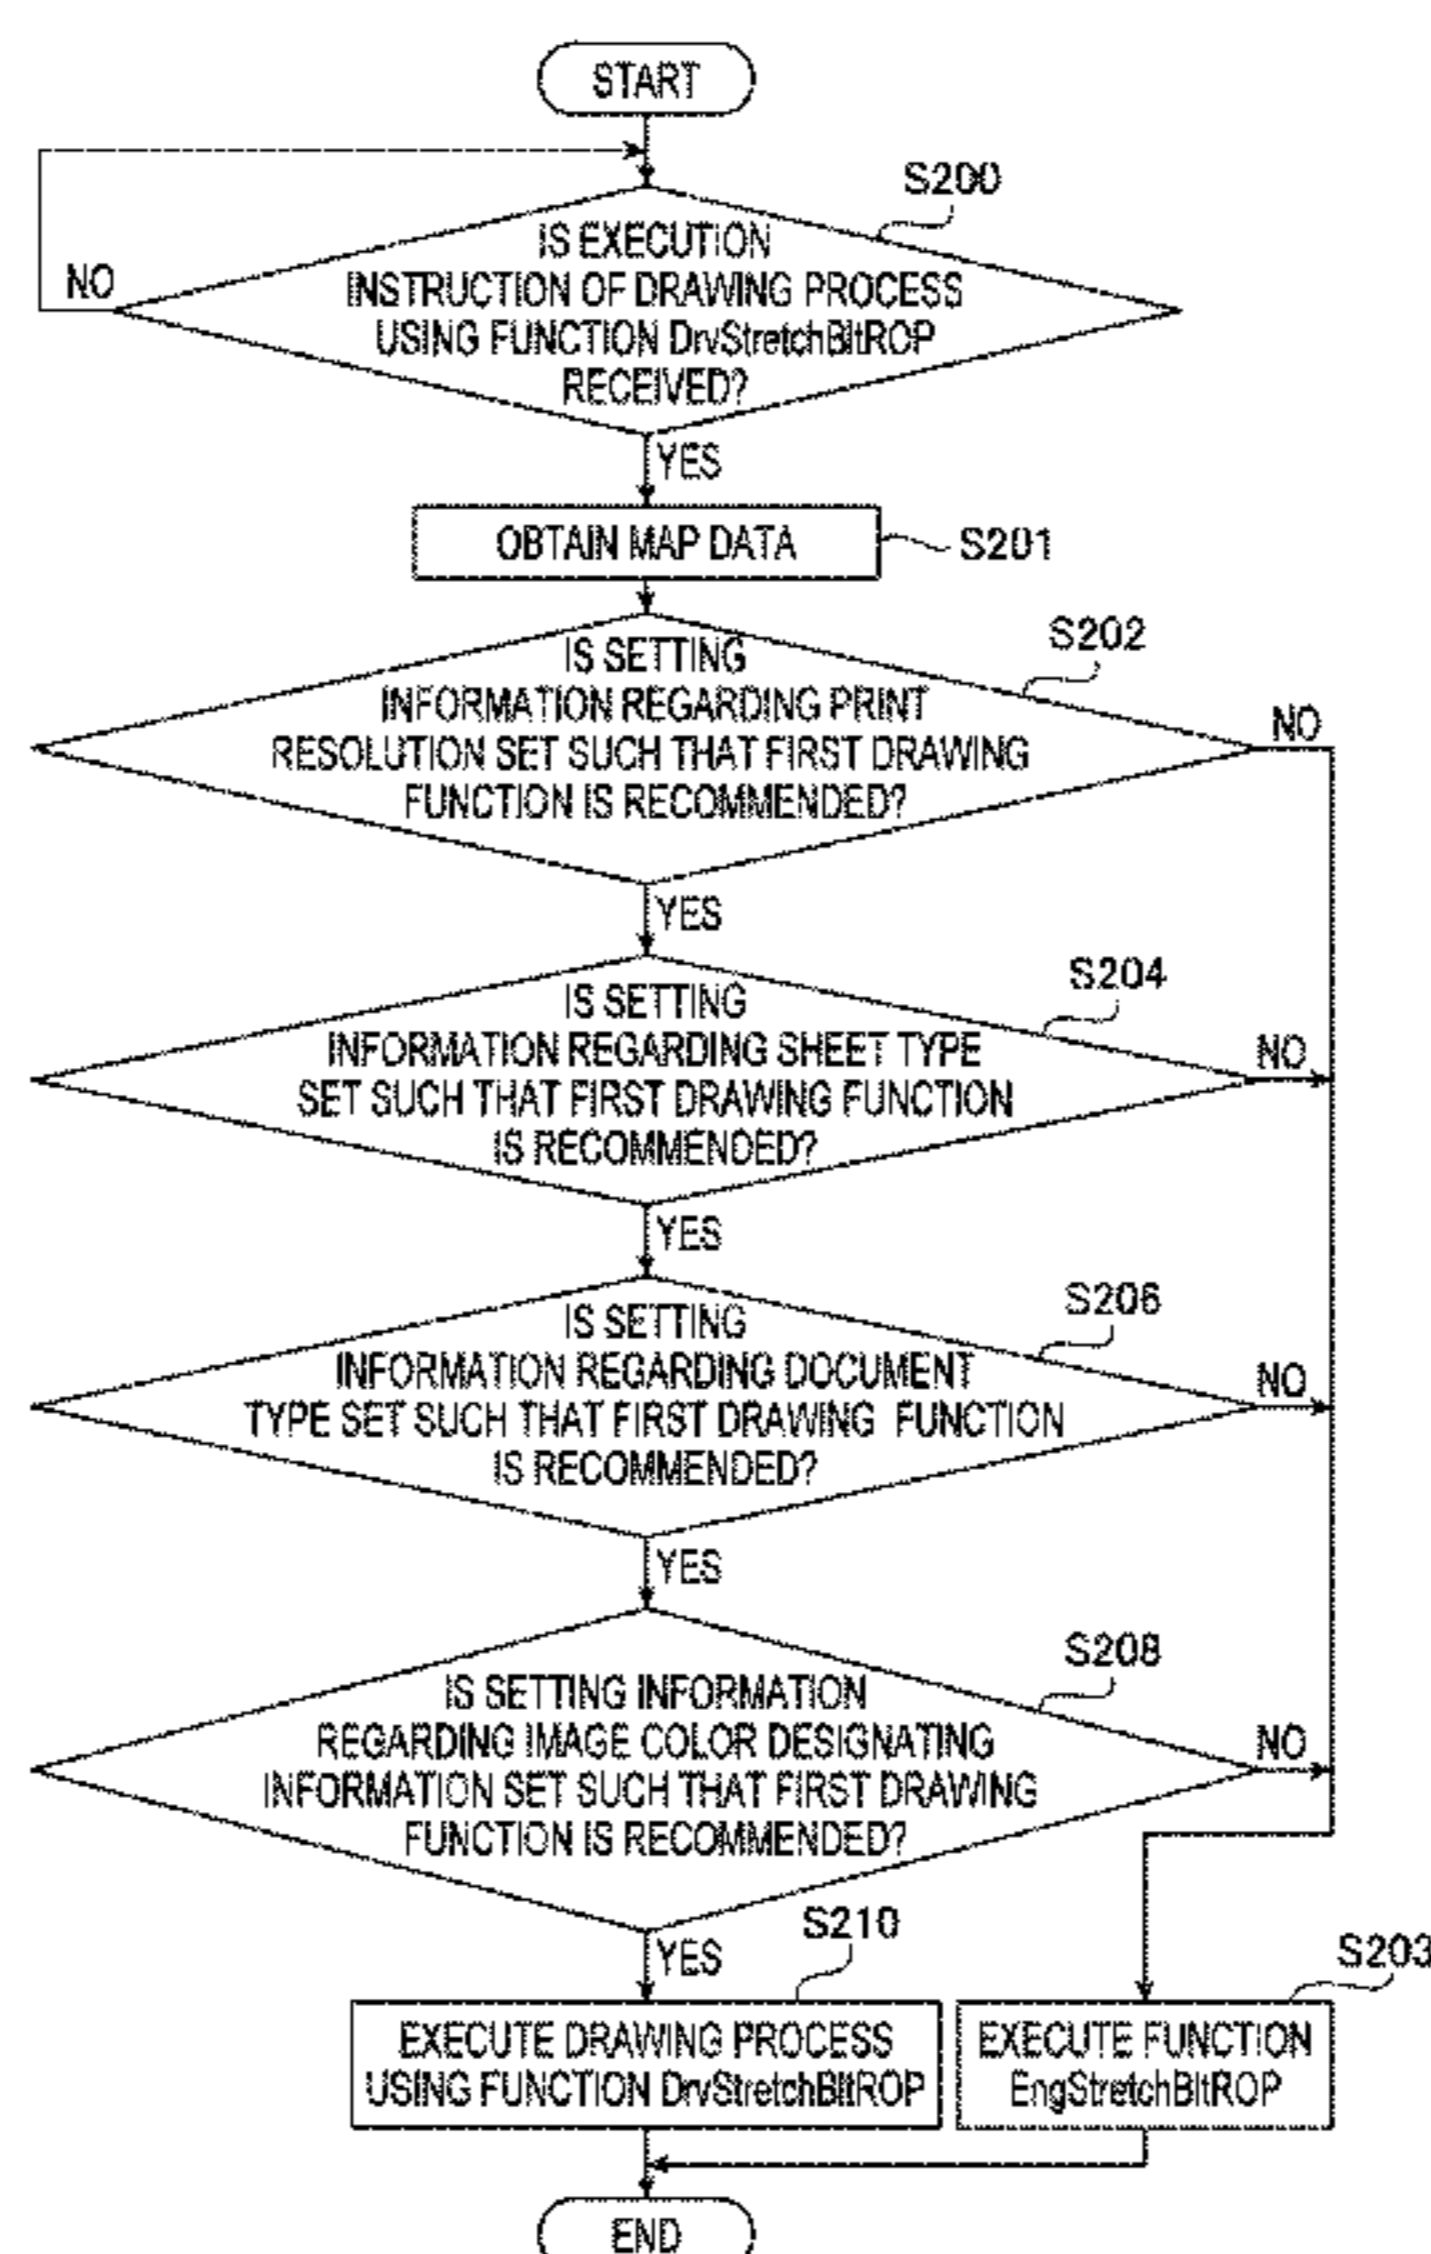 START
S200
IS EXECUTION
INSTRUCTION OF DRAWING PROCESS
USING FUNCTION DrvStretchBltROP
RECEIVED?
NO
YES
OBTAIN MAP DATA
S201
S202
IS SETTING
INFORMATION REGARDING PRINT
RESOLUTION SET SUCH THAT FIRST DRAWING
FUNCTION IS RECOMMENDED?
NO
YES
S204
IS SETTING
INFORMATION REGARDING SHEET TYPE
SET SUCH THAT FIRST DRAWING FUNCTION
IS RECOMMENDED?
NO
YES
S206
IS SETTING
INFORMATION REGARDING DOCUMENT
TYPE SET SUCH THAT FIRST DRAWING FUNCTION
IS RECOMMENDED?
NO
YES
S208
IS SETTING INFORMATION
REGARDING IMAGE COLOR DESIGNATING
INFORMATION SET SUCH THAT FIRST DRAWING
FUNCTION IS RECOMMENDED?
NO
YES
S210
EXECUTE DRAWING PROCESS
USING FUNCTION DrvStretchBltROP
S203
EXECUTE FUNCTION
EngStretchBltROP
END